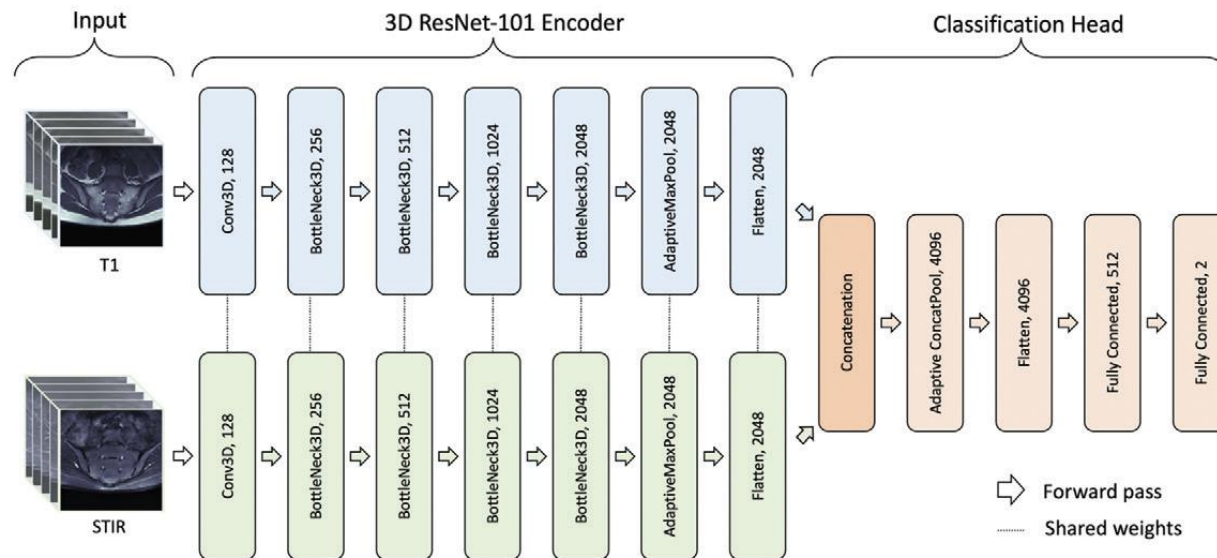 Input
3D ResNet-101 Encoder
Classification Head
T1
Conv3D, 128
BottleNeck3D, 256
BottleNeck3D, 512
BottleNeck3D, 1024
BottleNeck3D, 2048
AdaptiveMaxPool, 2048
Flatten, 2048
STIR
Conv3D, 128
BottleNeck3D, 256
BottleNeck3D, 512
BottleNeck3D, 1024
BottleNeck3D, 2048
AdaptiveMaxPool, 2048
Flatten, 2048
Concatenation
Adaptive ConcatPool, 4096
Flatten, 4096
Fully Connected, 512
Fully Connected, 2
Forward pass
Shared weights